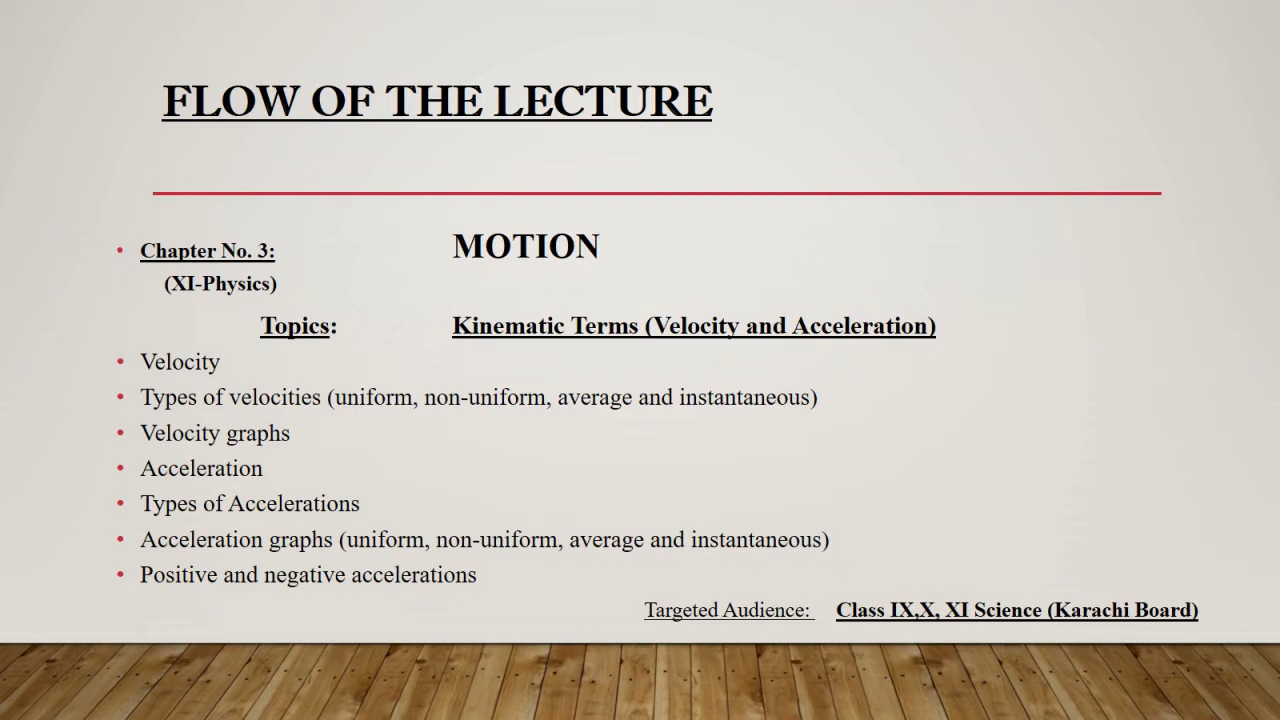 FLOW OF THE LECTURE
• Chapter No. 3: MOTION
(XI-Physics)
Topics: Kinematic Terms (Velocity and Acceleration)
• Velocity
• Types of velocities (uniform, non-uniform, average and instantaneous)
• Velocity graphs
• Acceleration
• Types of Accelerations
• Acceleration graphs (uniform, non-uniform, average and instantaneous)
• Positive and negative accelerations
Targeted Audience: Class IX,X, XI Science (Karachi Board)